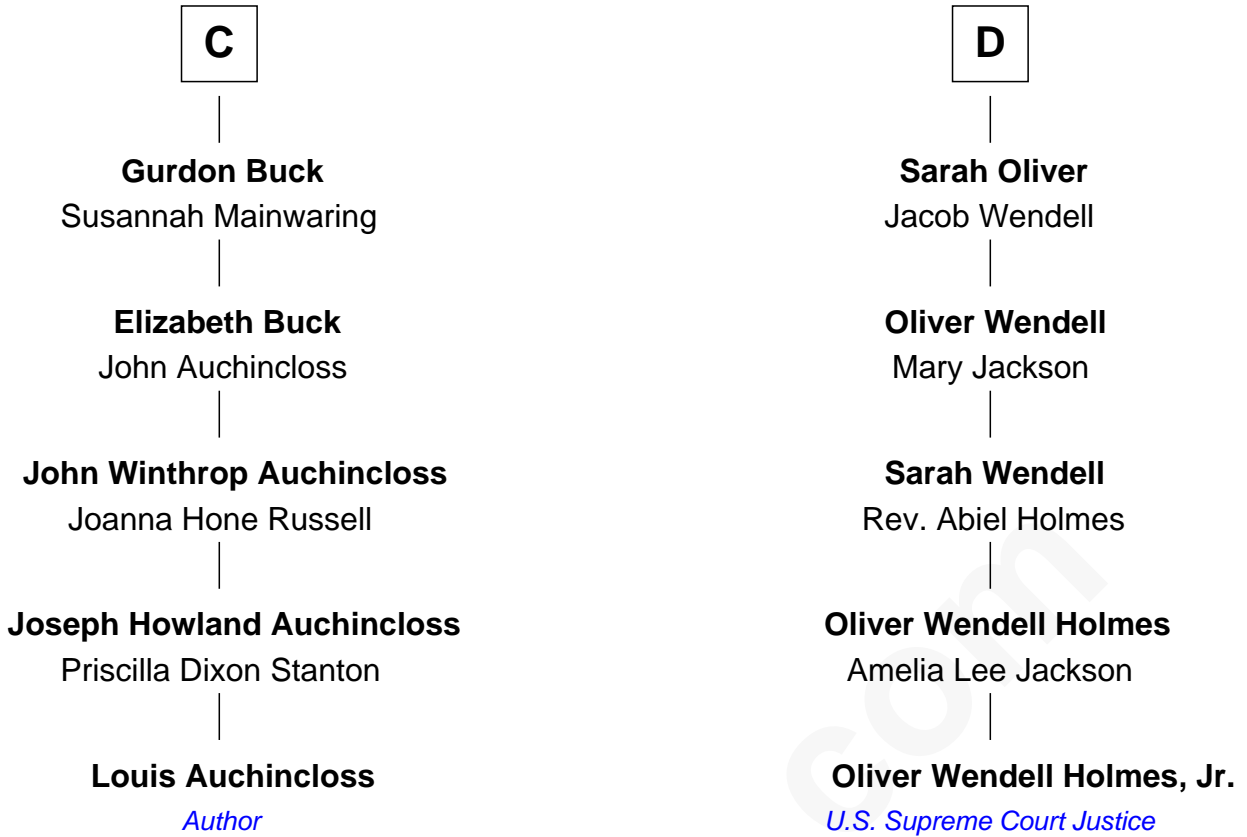 C
Gurdon Buck
Susannah Mainwaring
Elizabeth Buck
John Auchincloss
John Winthrop Auchincloss
Joanna Hone Russell
Joseph Howland Auchincloss
Priscilla Dixon Stanton
Louis Auchincloss
Author
D
Sarah Oliver
Jacob Wendell
Oliver Wendell
Mary Jackson
Sarah Wendell
Rev. Abiel Holmes
Oliver Wendell Holmes
Amelia Lee Jackson
Oliver Wendell Holmes, Jr.
U.S. Supreme Court Justice
com